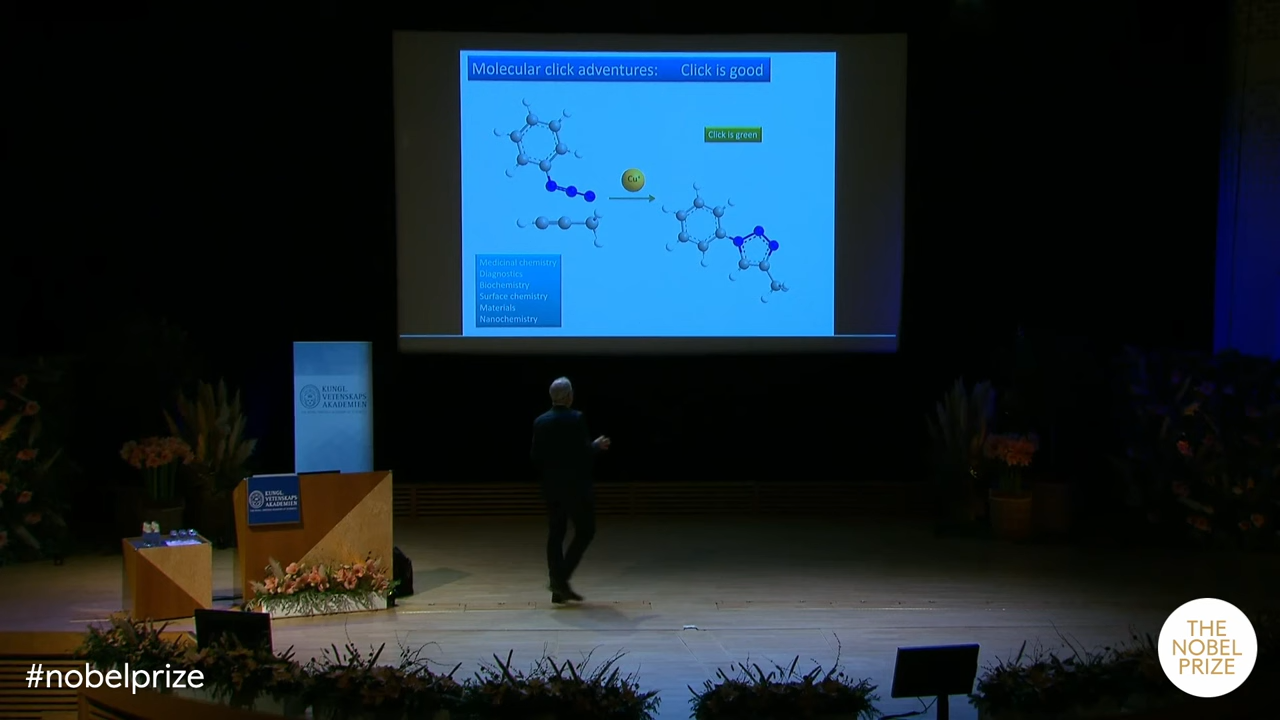 Molecular click adventures: Click is good
Click is green
Cu⁺
Medicinal chemistry
Diagnostics
Biochemistry
Surface chemistry
Materials
Nanochemistry
KUNGL.
VETENSKAPS
AKADEMIEN
KUNGL.
VETENSKAPS
AKADEMIEN
#nobelprize
THE
NOBEL
PRIZE